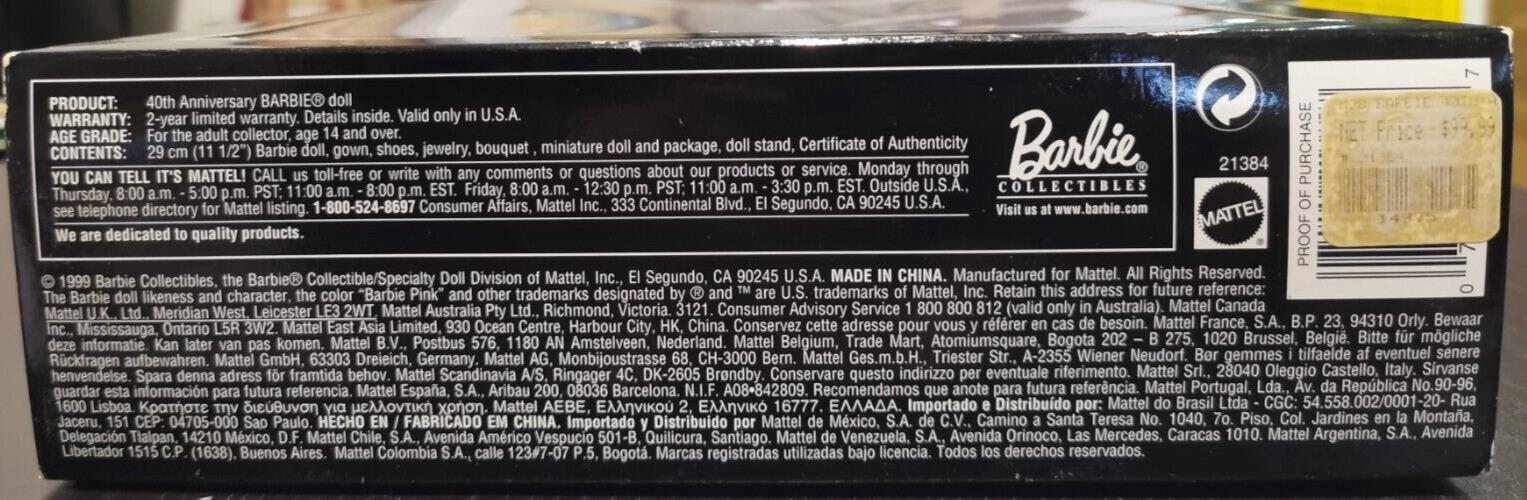 PRODUCT: 40th Anniversary BARBIE® doll
WARRANTY: 2-year limited warranty. Details inside. Valid only in U.S.A.
AGE GRADE: For the adult collector, age 14 and over.
CONTENTS: 29 cm (11 1/2") Barbie doll, gown, shoes, jewelry, bouquet , miniature doll and package, doll stand, Certificate of Authenticity
YOU CAN TELL IT'S MATTEL! CALL us toll-free or write with any comments or questions about our products or service. Monday through
Thursday, 8:00 a.m. - 5:00 p.m. PST; 11:00 a.m. - 8:00 p.m. EST. Friday, 8:00 a.m. - 12:30 p.m. PST; 11:00 a.m. - 3:30 p.m. EST. Outside U.S.A.,
see telephone directory for Mattel listing. 1-800-524-8697 Consumer Affairs, Mattel Inc., 333 Continental Blvd., El Segundo, CA 90245 U.S.A.
We are dedicated to quality products.
Barbie®
COLLECTIBLES
Visit us at www.barbie.com
21384
MATTEL®
PROOF OF PURCHASE
NET Price $99.99
7
0 7
© 1999 Barbie Collectibles, the Barbie® Collectible/Specialty Doll Division of Mattel, Inc., El Segundo, CA 90245 U.S.A. MADE IN CHINA. Manufactured for Mattel. All Rights Reserved.
The Barbie doll likeness and character, the color "Barbie Pink" and other trademarks designated by ® and ™ are U.S. trademarks of Mattel, Inc. Retain this address for future reference:
Mattel U.K., Ltd., Meridian West, Leicester LE3 2WT. Mattel Australia Pty Ltd., Richmond, Victoria. 3121. Consumer Advisory Service 1 800 800 812 (valid only in Australia). Mattel Canada
Inc., Mississauga, Ontario L5R 3W2. Mattel East Asia Limited, 930 Ocean Centre, Harbour City, HK, China. Conservez cette adresse pour vous y référer en cas de besoin. Mattel France, S.A., B.P. 23, 94310 Orly. Bewaar
deze informatie. Kan later van pas komen. Mattel B.V., Postbus 576, 1180 AN Amstelveen, Nederland. Mattel Belgium, Trade Mart, Atomiumsquare, Bogota 202 – B 275, 1020 Brussel, België. Bitte für mögliche
Rückfragen aufbewahren. Mattel GmbH, 63303 Dreieich, Germany, Mattel AG, Monbijoustrasse 68, CH-3000 Bern. Mattel Ges.m.b.H., Triester Str., A-2355 Wiener Neudorf. Bør gemmes i tilfaelde af eventuel senere
henvendelse. Spara denna adress för framtida behov. Mattel Scandinavia A/S, Ringager 4C, DK-2605 Brøndby. Conservare questo indirizzo per eventuale riferimento. Mattel Srl., 28040 Oleggio Castello, Italy. Sírvanse
guardar esta información para futura referencia. Mattel España, S.A., Aribau 200, 08036 Barcelona. N.I.F. A08•842809. Recomendamos que anote para futura referência. Mattel Portugal, Lda., Av. da República No.90-96,
1600 Lisboa. Κρατήστε την διεύθυνση για μελλοντική χρήση. Mattel AEBE, Ελληνικού 2, Ελληνικό 16777. ΕΛΛΑΔΑ. Importado e Distribuído por: Mattel do Brasil Ltda - CGC: 54.558.002/0001-20- Rua
Jaceru, 151 CEP: 04705-000 Sao Paulo. HECHO EN / FABRICADO EM CHINA. Importado y Distribuido por Mattel de México, S.A. de C.V., Camino a Santa Teresa No. 1040, 7o. Piso, Col. Jardines en la Montaña,
Delegación Tlalpan, 14210 México, D.F. Mattel Chile, S.A., Avenida Américo Vespucio 501-B, Quilicura, Santiago. Mattel de Venezuela, S.A., Avenida Orinoco, Las Mercedes, Caracas 1010. Mattel Argentina, S.A., Avenida
Libertador 1515 C.P. (1638), Buenos Aires. Mattel Colombia S.A., calle 123#7-07 P.5, Bogotá. Marcas registradas utilizadas bajo licencia. Todos los derechos reservados.